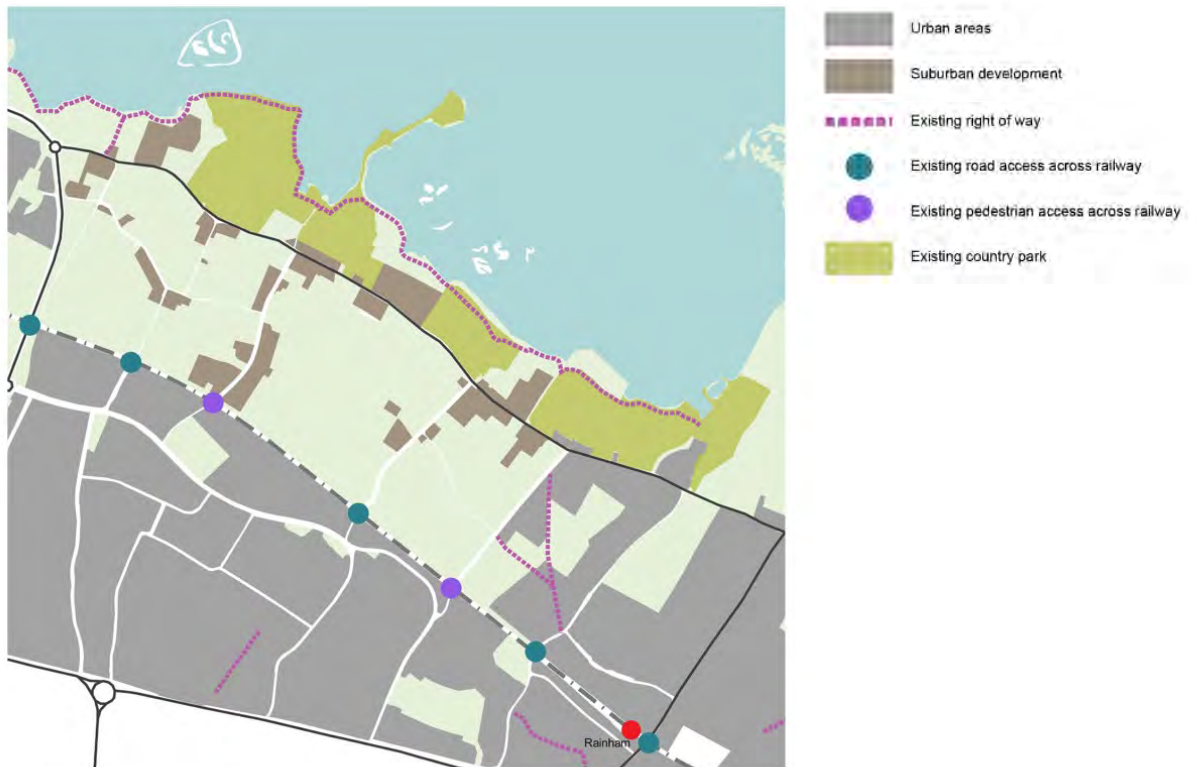 Urban areas
Suburban development
Existing right of way
Existing road access across railway
Existing pedestrian access across railway
Existing country park
Rainham